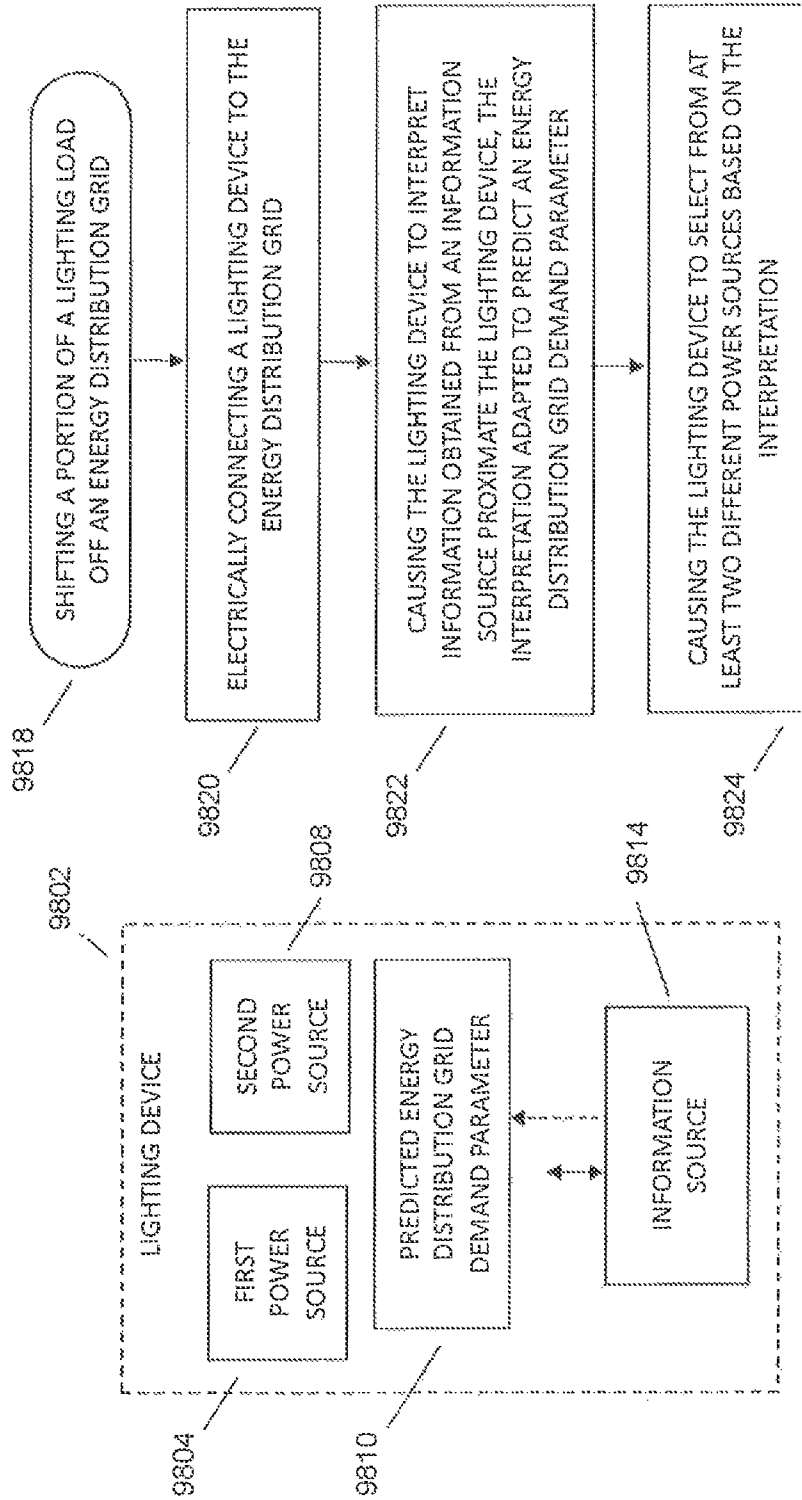 9802
LIGHTING DEVICE
9804
FIRST
POWER
SOURCE
SECOND
POWER
SOURCE
9808
9810
PREDICTED ENERGY
DISTRIBUTION GRID
DEMAND PARAMETER
INFORMATION
SOURCE
9814
9818
SHIFTING A PORTION OF A LIGHTING LOAD
OFF AN ENERGY DISTRIBUTION GRID
9820
ELECTRICALLY CONNECTING A LIGHTING DEVICE TO THE
ENERGY DISTRIBUTION GRID
9822
CAUSING THE LIGHTING DEVICE TO INTERPRET
INFORMATION OBTAINED FROM AN INFORMATION
SOURCE PROXIMATE THE LIGHTING DEVICE, THE
INTERPRETATION ADAPTED TO PREDICT AN ENERGY
DISTRIBUTION GRID DEMAND PARAMETER
9824
CAUSING THE LIGHTING DEVICE TO SELECT FROM AT
LEAST TWO DIFFERENT POWER SOURCES BASED ON THE
INTERPRETATION